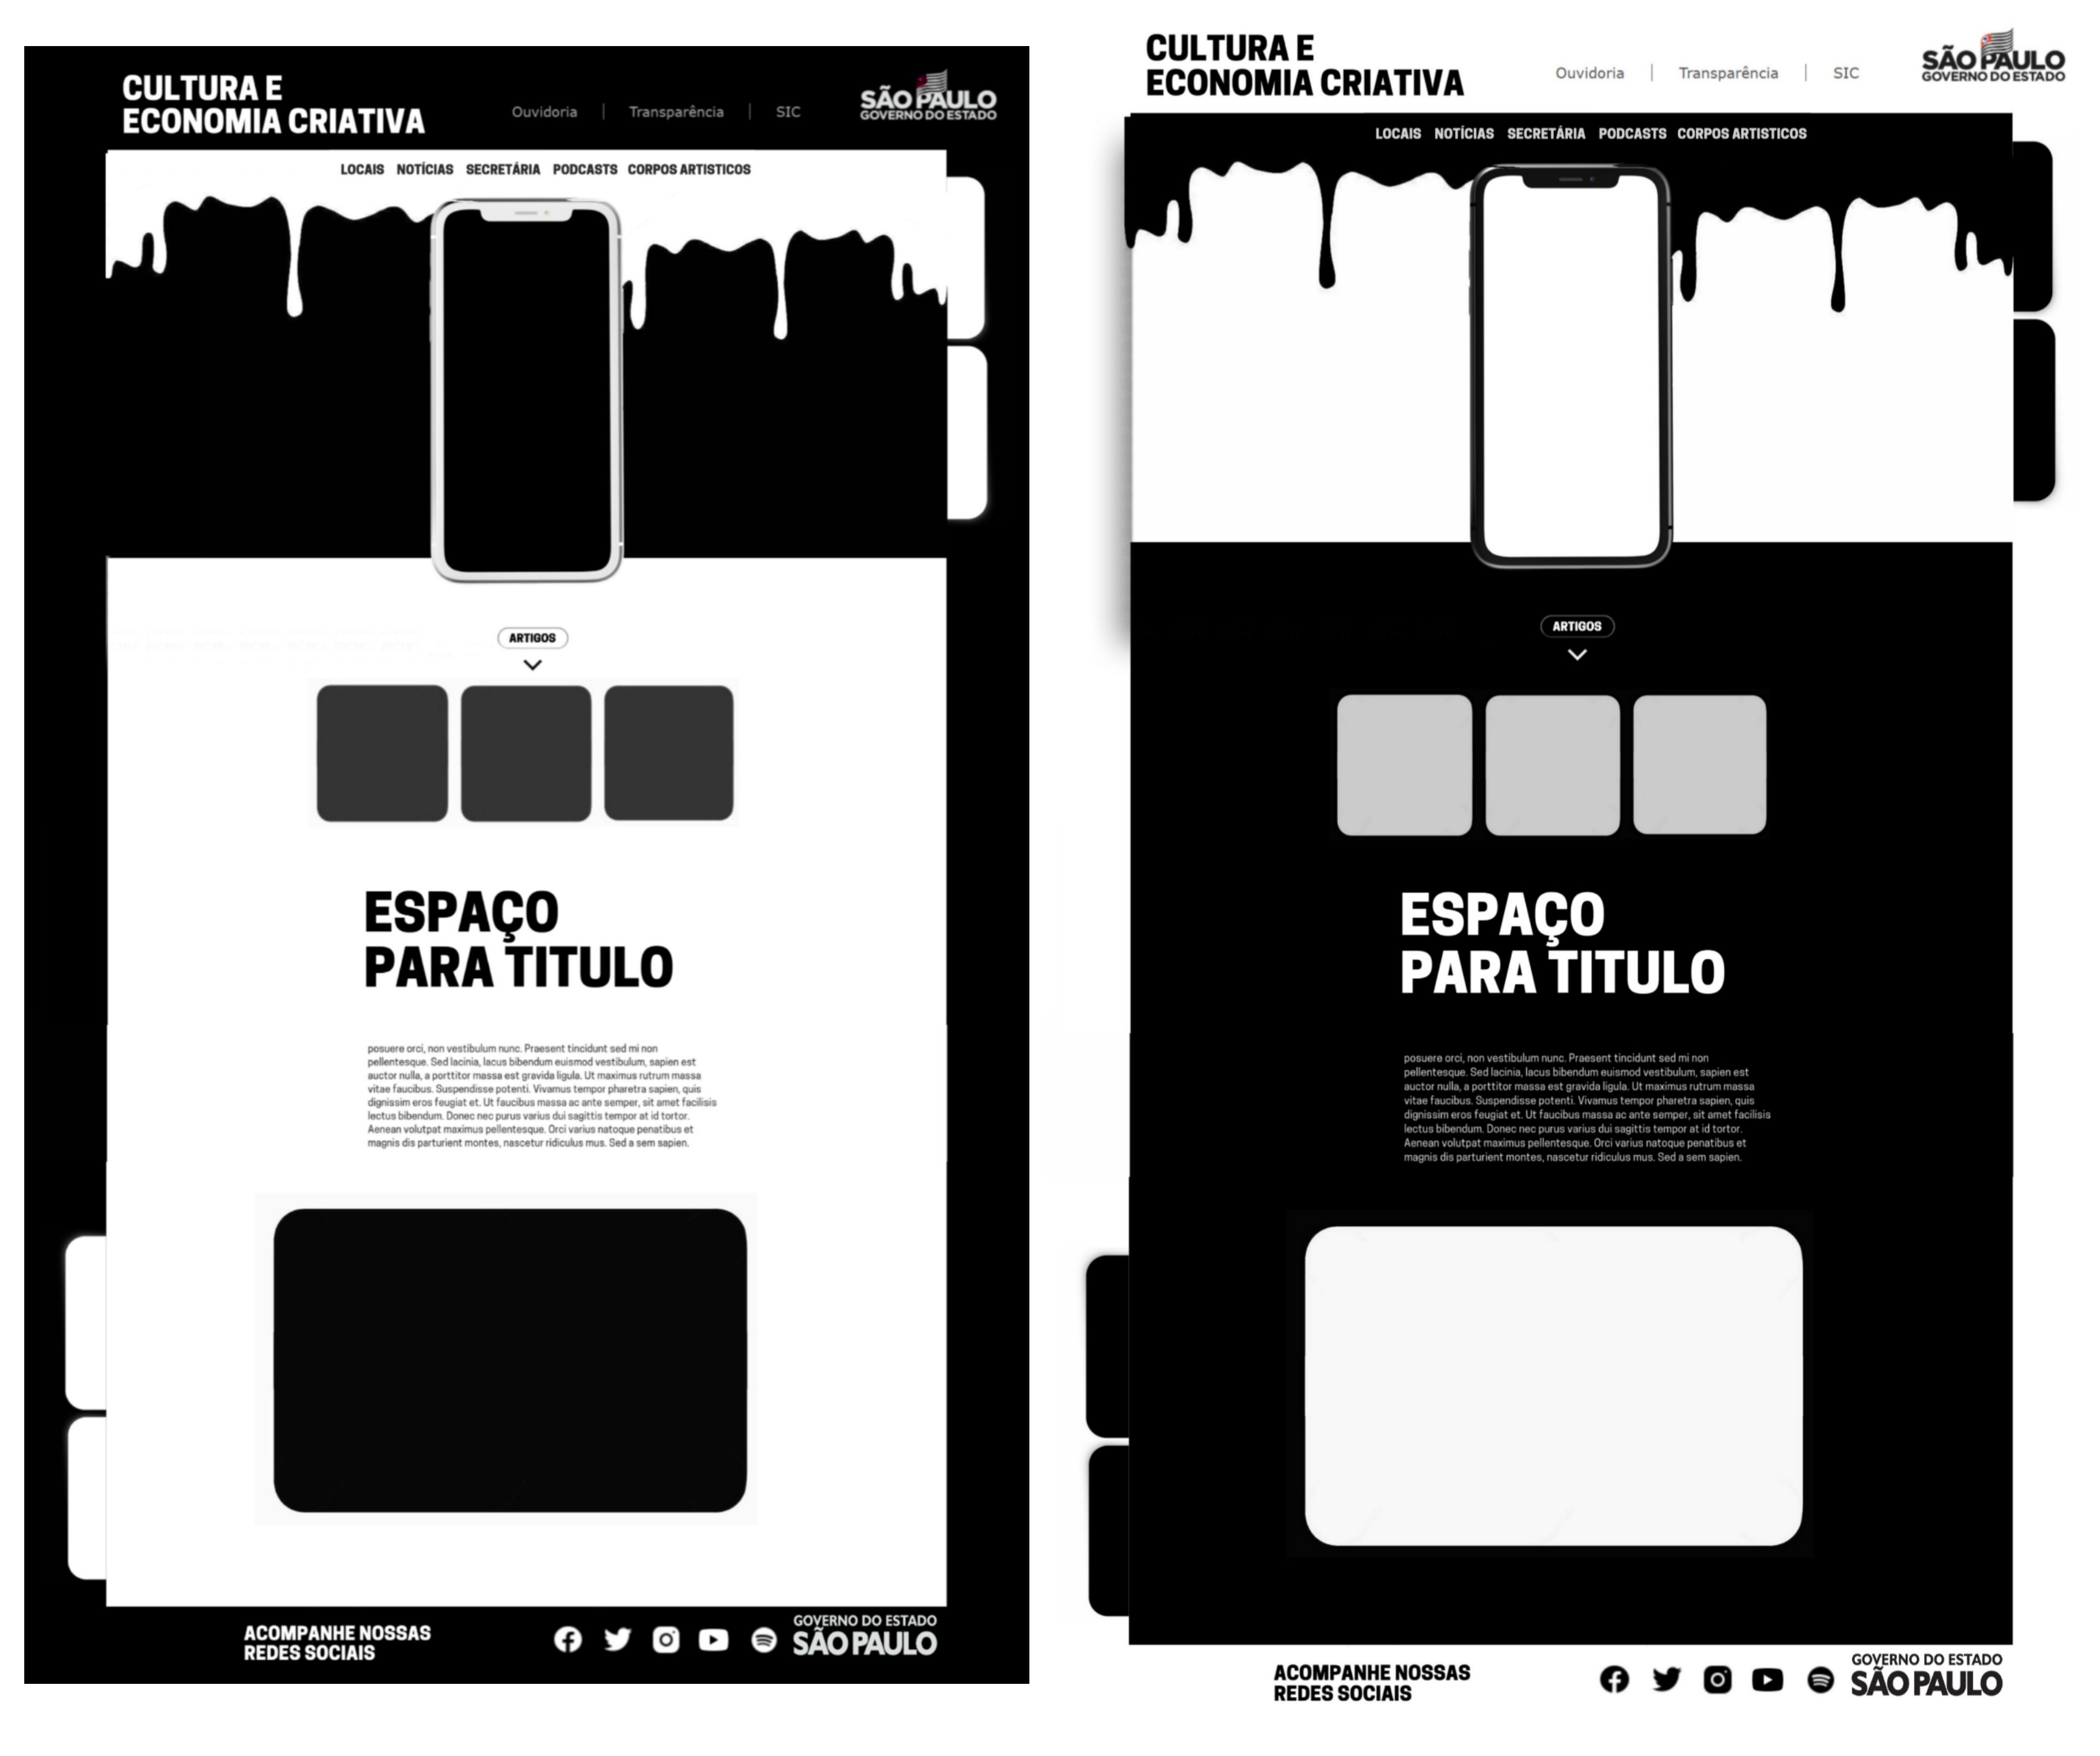 CULTURA E
ECONOMIA CRIATIVA
Ouvidoria | Transparência | SIC
SÃO PAULO
GOVERNO DO ESTADO
LOCAIS NOTÍCIAS SECRETÁRIA PODCASTS CORPOS ARTISTICOS
ARTIGOS
ESPAÇO
PARA TITULO
posuere orci, non vestibulum nunc. Praesent tincidunt sed mi non
pellentesque. Sed lacinia, lacus bibendum euismod vestibulum, sapien est
auctor nulla, a porttitor massa est gravida ligula. Ut maximus rutrum massa
vitae faucibus. Suspendisse potenti. Vivamus tempor pharetra sapien, quis
dignissim eros feugiat et. Ut faucibus massa ac ante semper, sit amet facilisis
lectus bibendum. Donec nec purus varius dui sagittis tempor at id tortor.
Aenean volutpat maximus pellentesque. Orci varius natoque penatibus et
magnis dis parturient montes, nascetur ridiculus mus. Sed a sem sapien.
ACOMPANHE NOSSAS
REDES SOCIAIS
GOVERNO DO ESTADO
SÃO PAULO
CULTURA E
ECONOMIA CRIATIVA
Ouvidoria | Transparência | SIC
SÃO PAULO
GOVERNO DO ESTADO
LOCAIS NOTÍCIAS SECRETÁRIA PODCASTS CORPOS ARTISTICOS
ARTIGOS
ESPAÇO
PARA TITULO
posuere orci, non vestibulum nunc. Praesent tincidunt sed mi non
pellentesque. Sed lacinia, lacus bibendum euismod vestibulum, sapien est
auctor nulla, a porttitor massa est gravida ligula. Ut maximus rutrum massa
vitae faucibus. Suspendisse potenti. Vivamus tempor pharetra sapien, quis
dignissim eros feugiat et. Ut faucibus massa ac ante semper, sit amet facilisis
lectus bibendum. Donec nec purus varius dui sagittis tempor at id tortor.
Aenean volutpat maximus pellentesque. Orci varius natoque penatibus et
magnis dis parturient montes, nascetur ridiculus mus. Sed a sem sapien.
ACOMPANHE NOSSAS
REDES SOCIAIS
GOVERNO DO ESTADO
SÃO PAULO